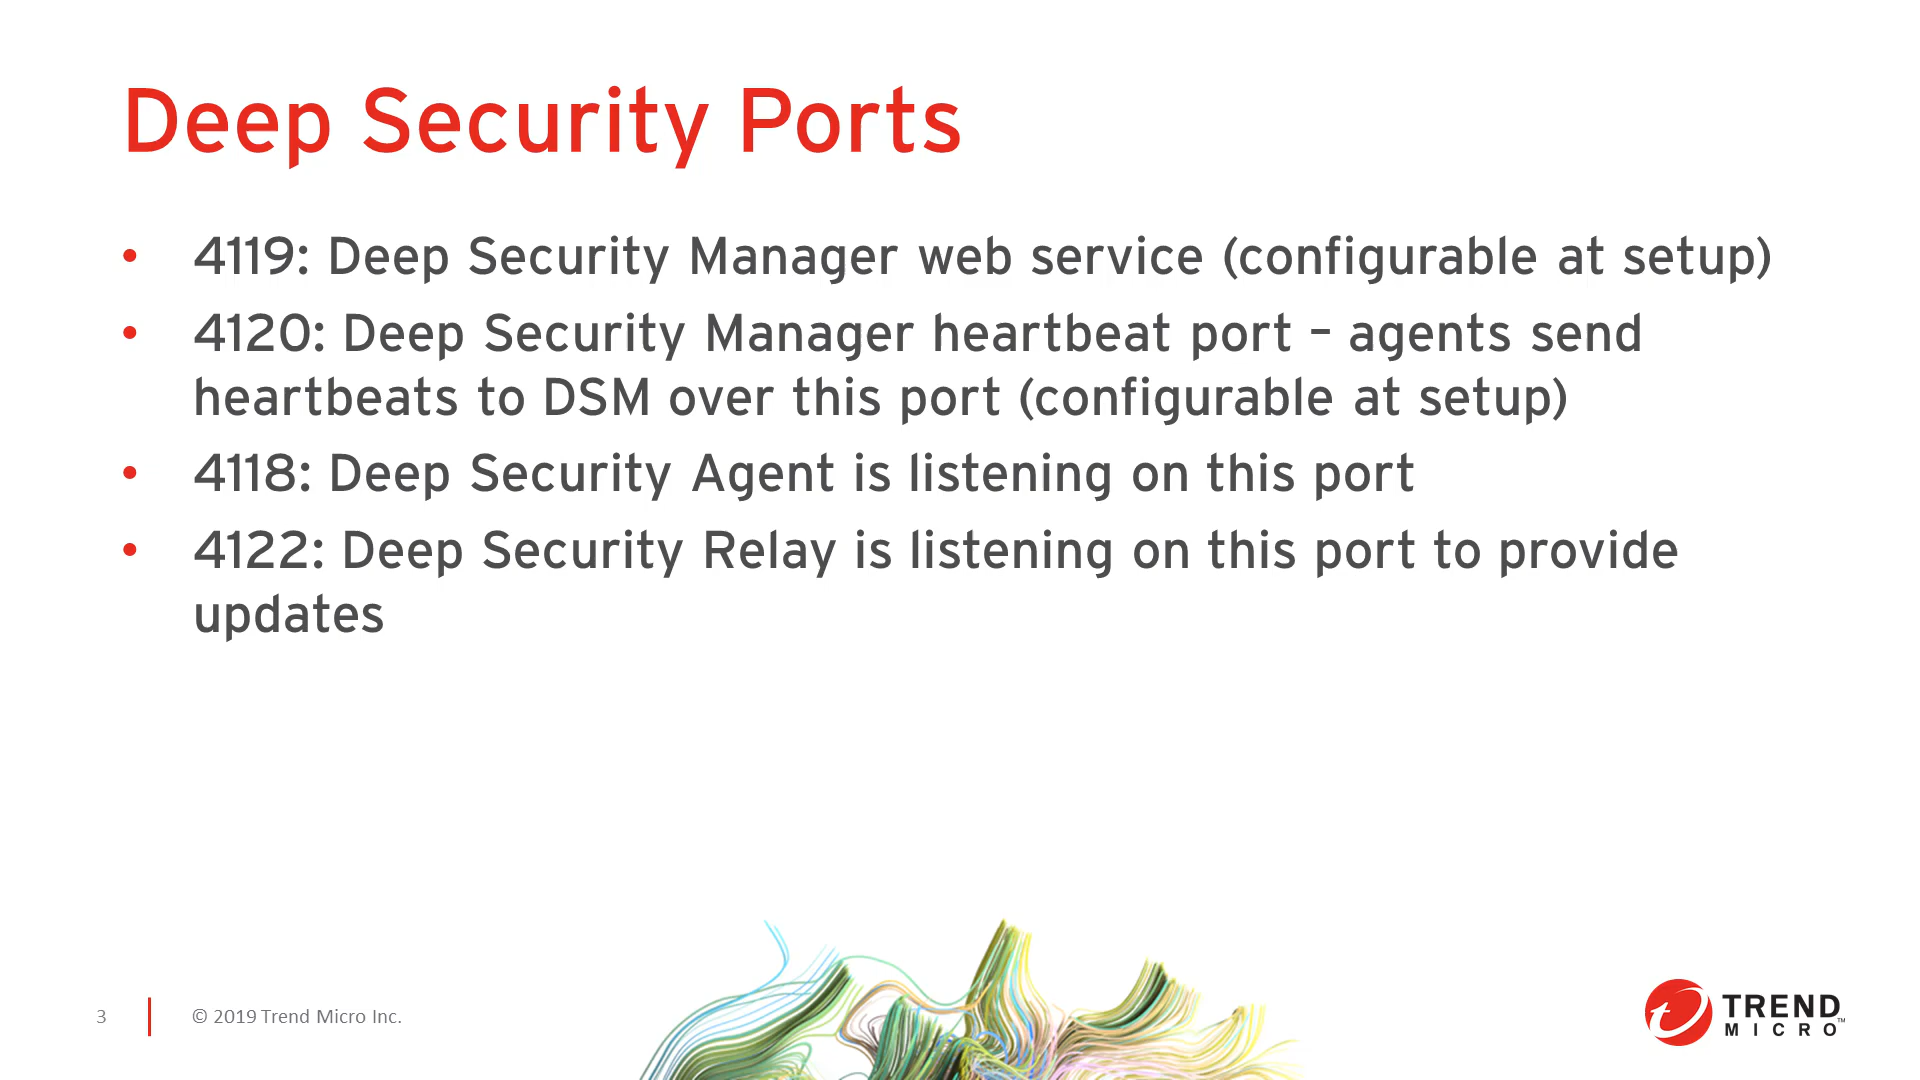 Deep Security Ports
• 4119: Deep Security Manager web service (configurable at setup)
• 4120: Deep Security Manager heartbeat port – agents send
heartbeats to DSM over this port (configurable at setup)
• 4118: Deep Security Agent is listening on this port
• 4122: Deep Security Relay is listening on this port to provide
updates
3
© 2019 Trend Micro Inc.
TREND
MICRO™